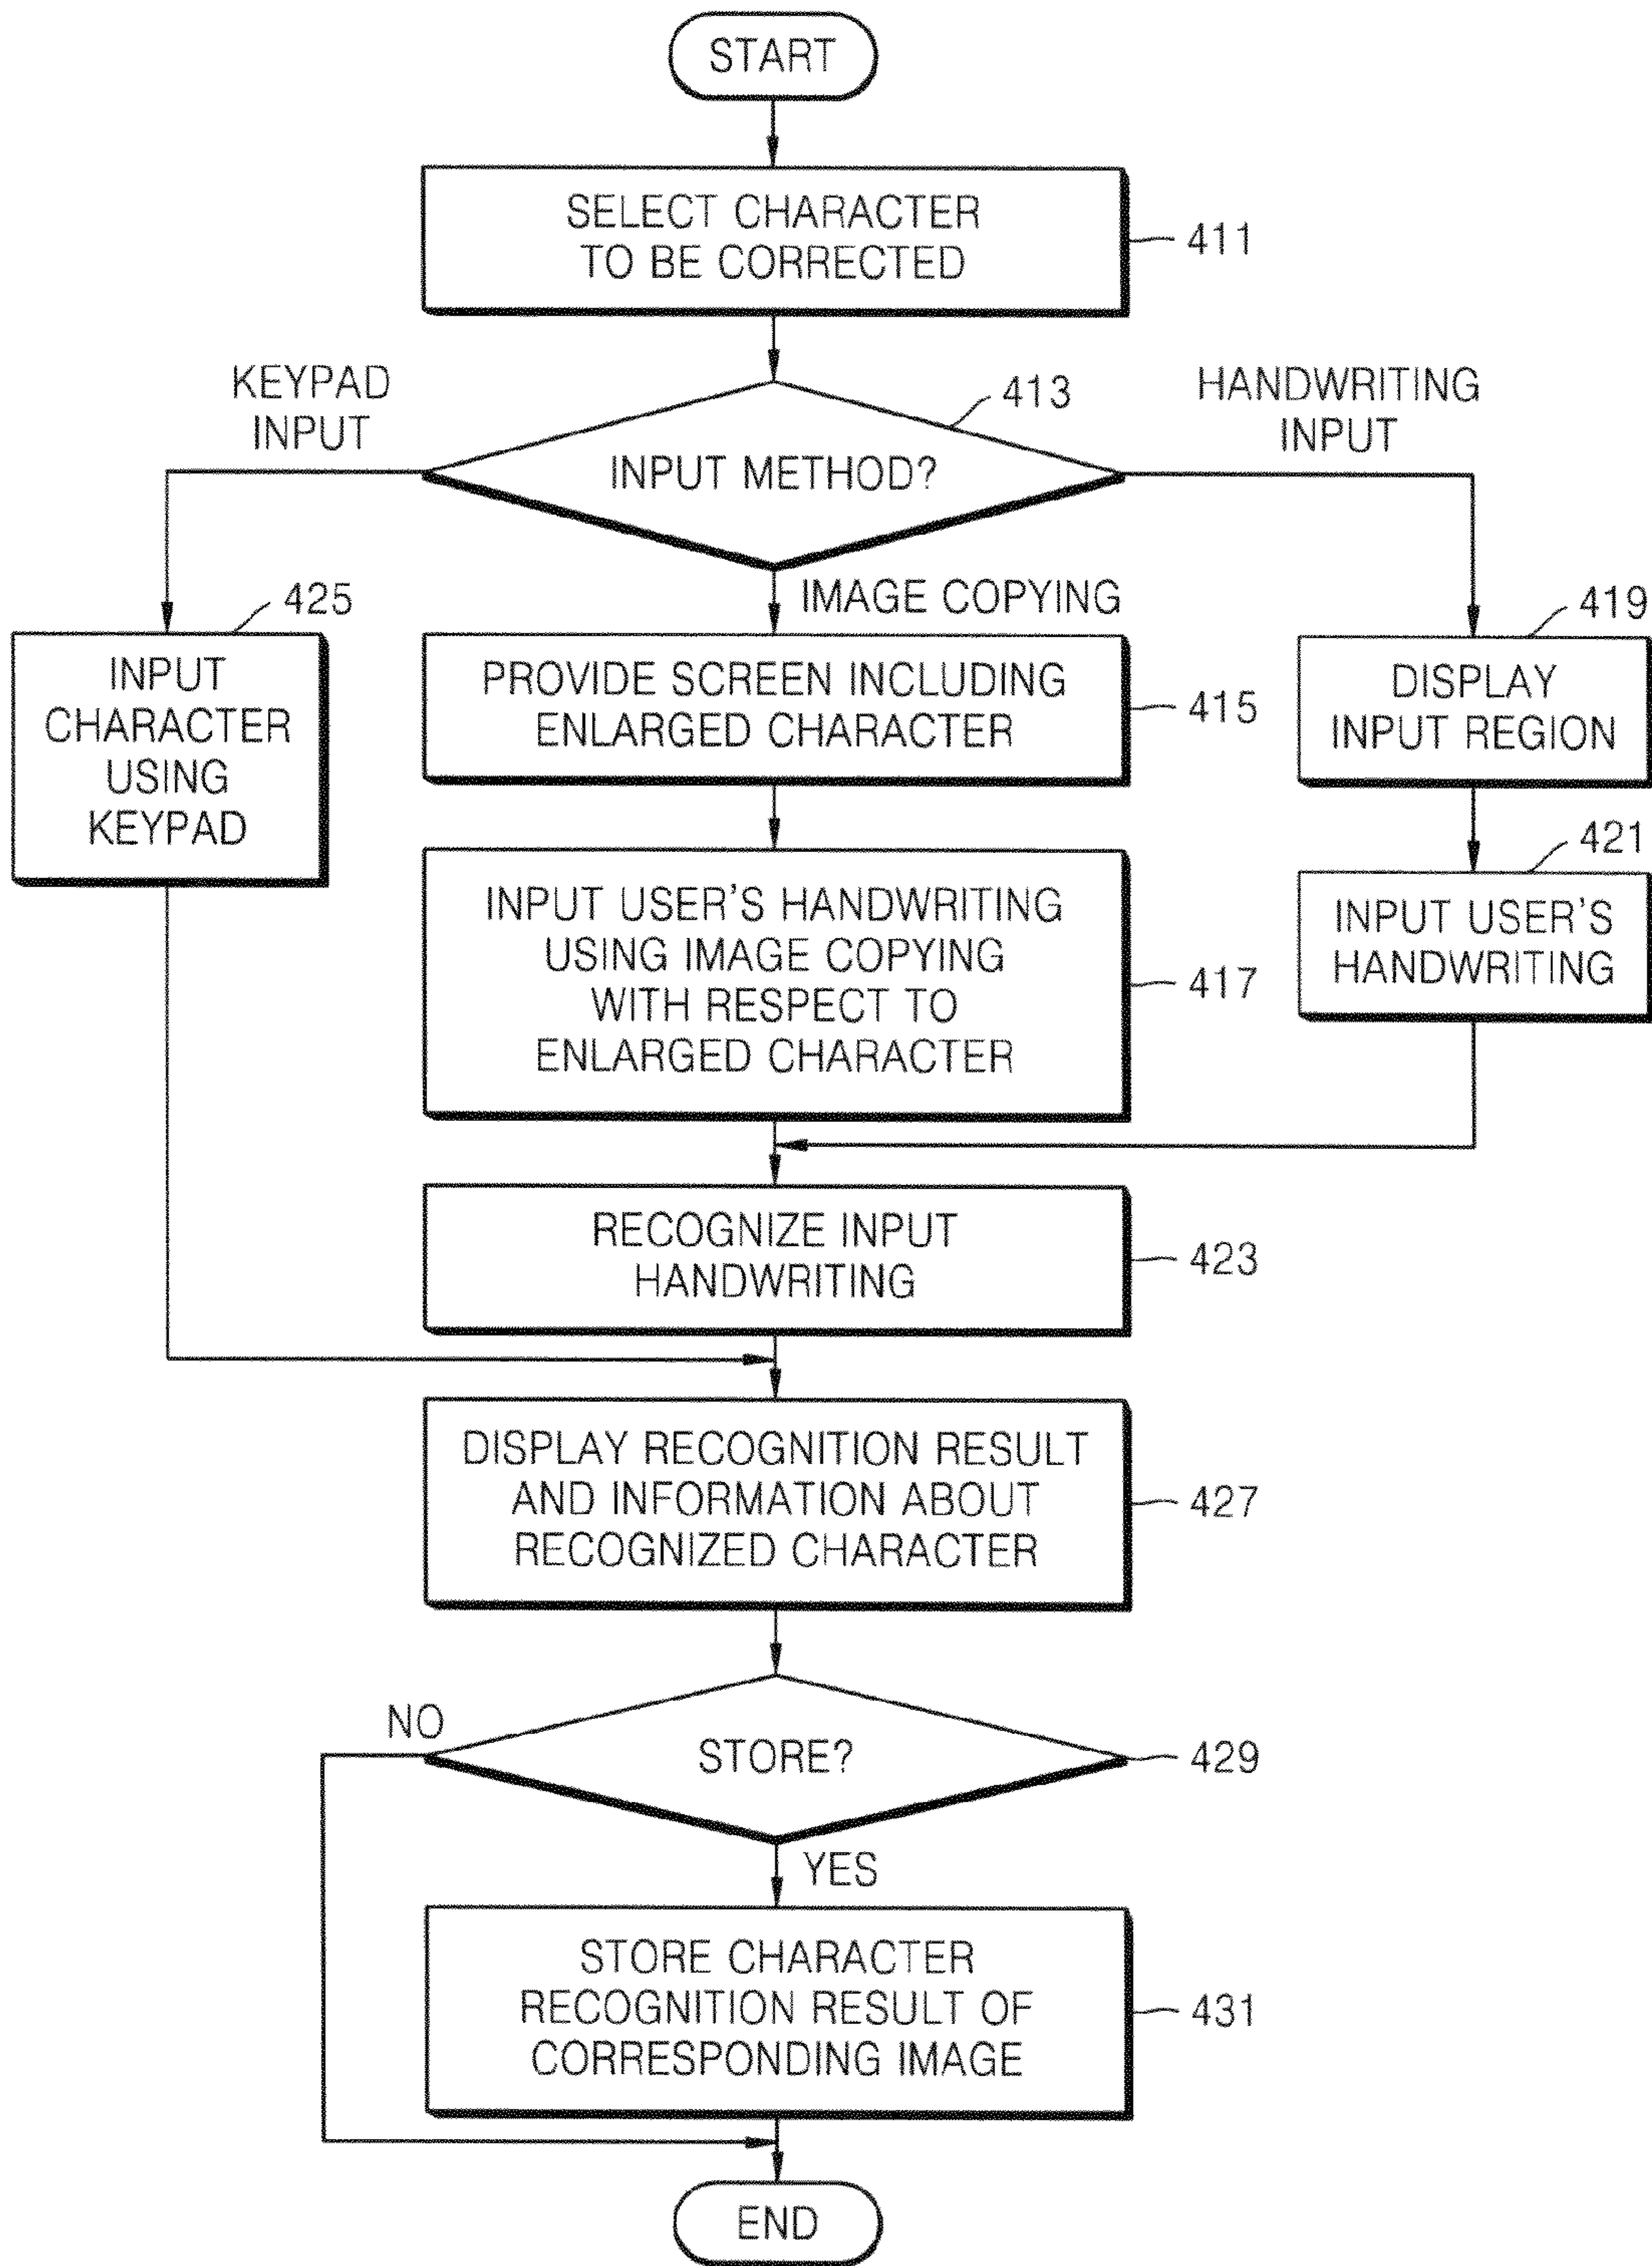 START
SELECT CHARACTER
TO BE CORRECTED
411
KEYPAD
INPUT
413
HANDWRITING
INPUT
INPUT METHOD?
IMAGE COPYING
425
INPUT
CHARACTER
USING
KEYPAD
PROVIDE SCREEN INCLUDING
ENLARGED CHARACTER
415
419
DISPLAY
INPUT REGION
INPUT USER'S HANDWRITING
USING IMAGE COPYING
WITH RESPECT TO
ENLARGED CHARACTER
417
421
INPUT USER'S
HANDWRITING
RECOGNIZE INPUT
HANDWRITING
423
DISPLAY RECOGNITION RESULT
AND INFORMATION ABOUT
RECOGNIZED CHARACTER
427
NO
STORE?
429
YES
STORE CHARACTER
RECOGNITION RESULT OF
CORRESPONDING IMAGE
431
END